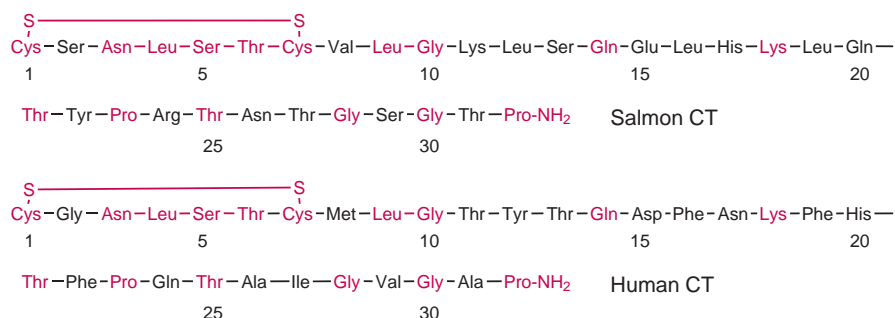 S S
Cys–Ser–Asn–Leu–Ser–Thr–Cys–Val–Leu–Gly–Lys–Leu–Ser–Gln–Glu–Leu–His–Lys–Leu–Gln–
1 5 10 15 20
Thr–Tyr–Pro–Arg–Thr–Asn–Thr–Gly–Ser–Gly–Thr–Pro-NH₂ Salmon CT
25 30
S S
Cys–Gly–Asn–Leu–Ser–Thr–Cys–Met–Leu–Gly–Thr–Tyr–Thr–Gln–Asp–Phe–Asn–Lys–Phe–His–
1 5 10 15 20
Thr–Phe–Pro–Gln–Thr–Ala–Ile–Gly–Val–Gly–Ala–Pro-NH₂ Human CT
25 30